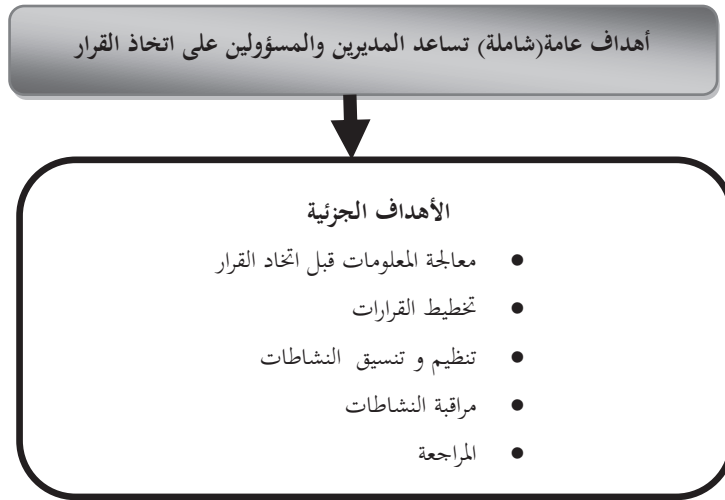 أهداف عامة(شاملة) تساعد المديرين والمسؤولين على اتخاذ القرار
الأهداف الجزئية
● معالجة المعلومات قبل اتخاد القرار
● تخطيط القرارات
● تنظيم و تنسيق النشاطات
● مراقبة النشاطات
● المراجعة